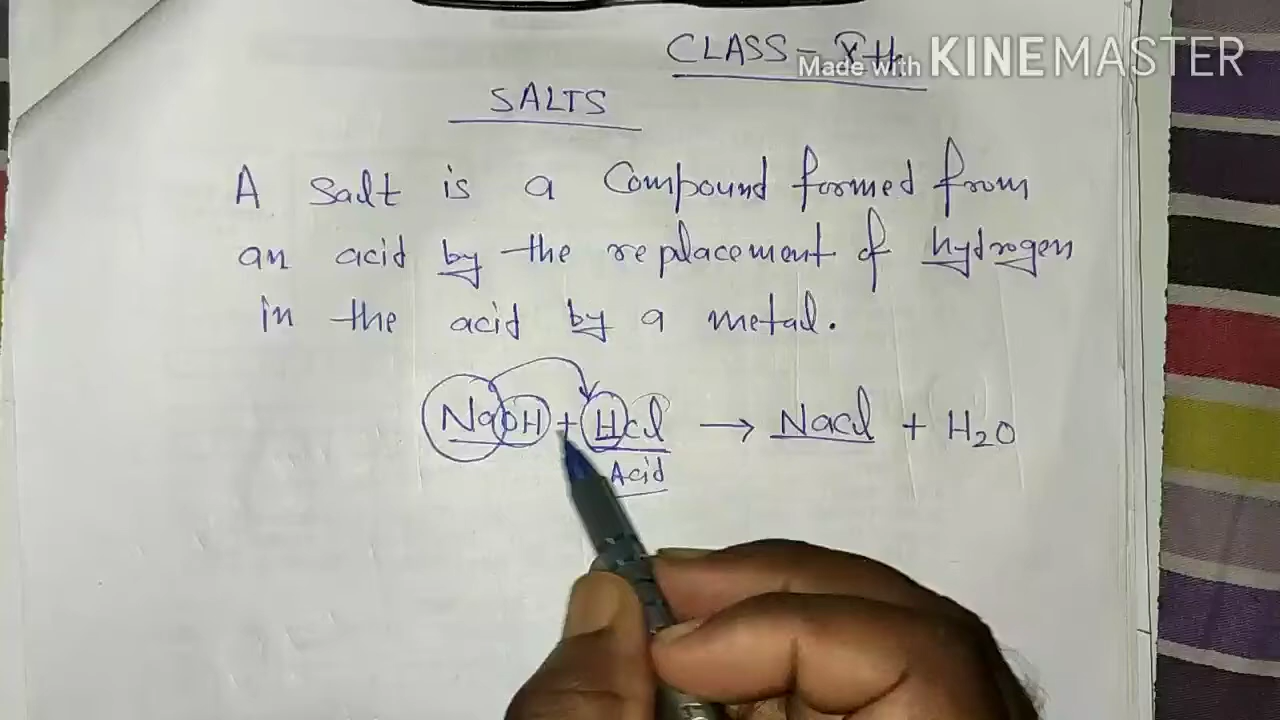 CLASS - Xth
Made with KINEMASTER
SALTS
A salt is a compound formed from
an acid by the replacement of hydrogen
in the acid by a metal.
NaOH + Hcl → Nacl + H₂O
Acid